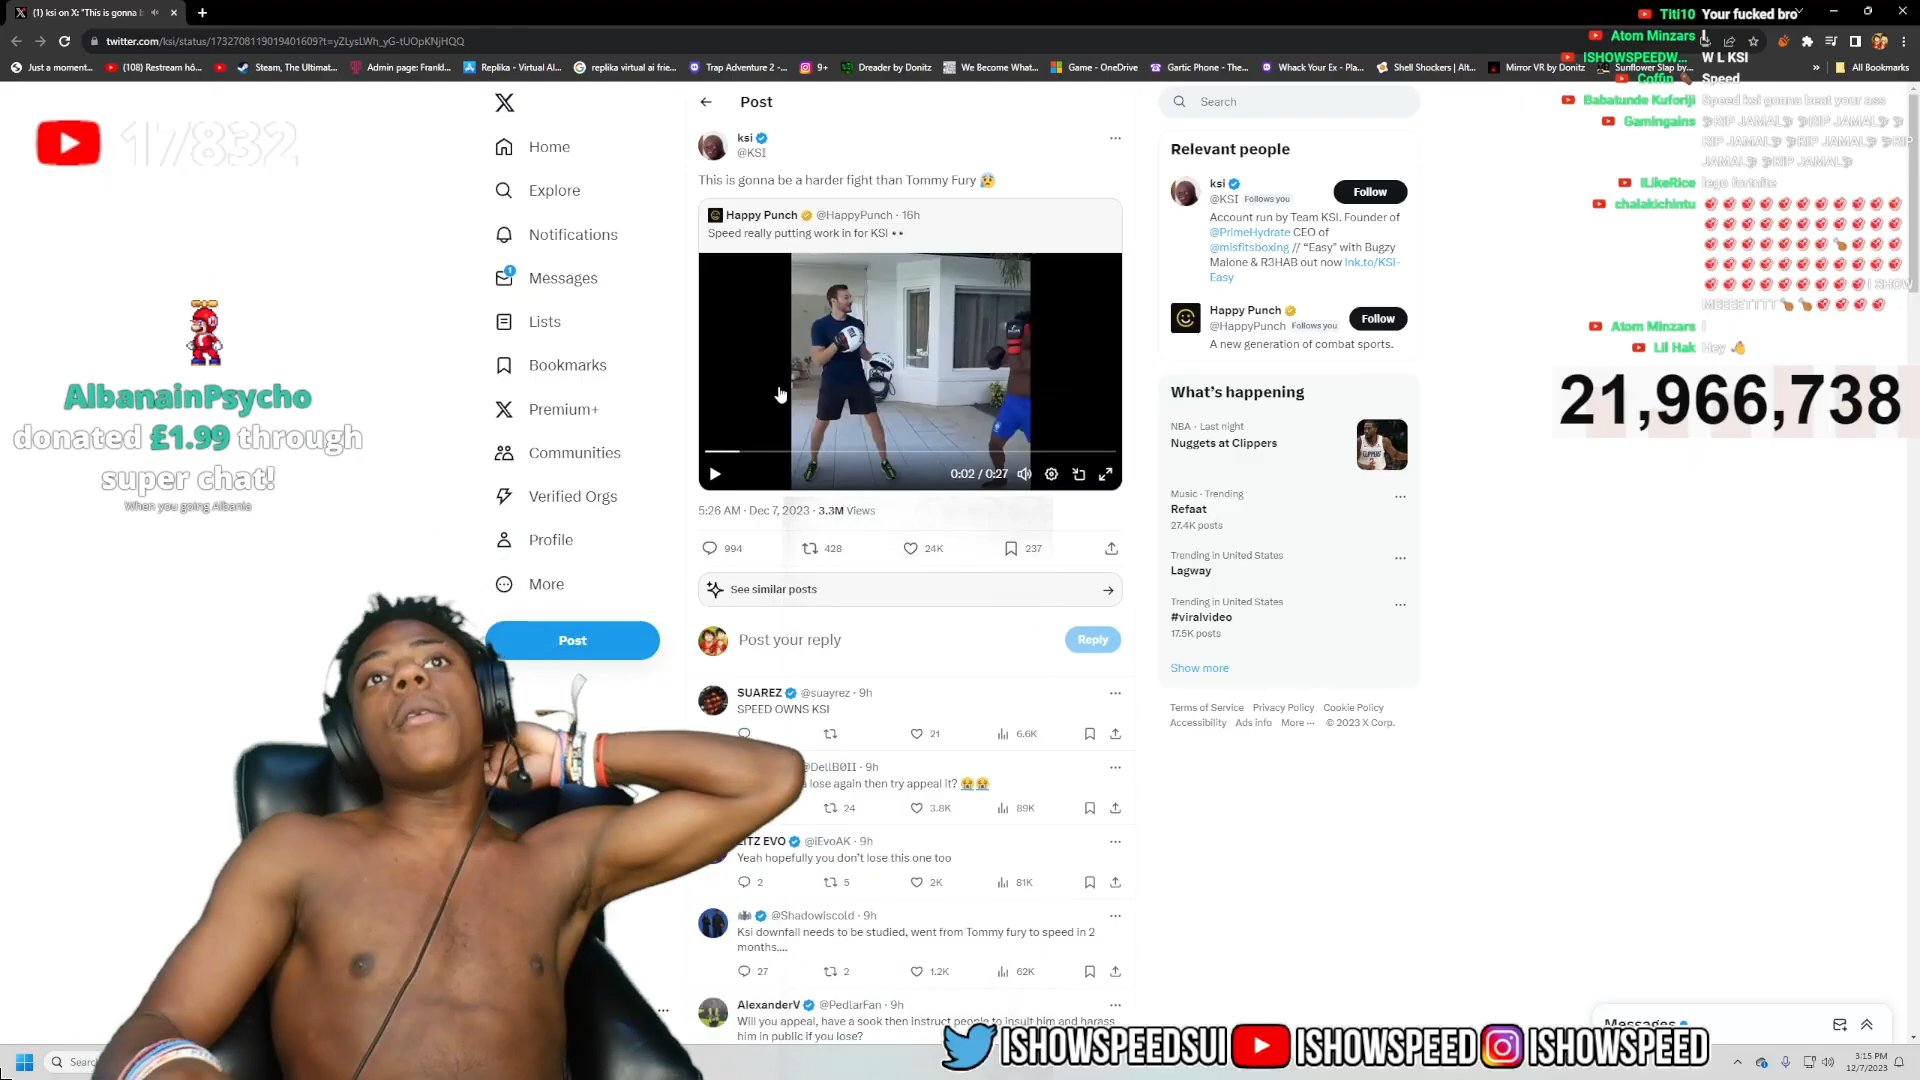 (1) ksi on X: "This is gonna b
twitter.com/ksi/status/1732708119019401609?t=yZLysLWh_yG-tUOpKNjHQQ
Just a moment...
(108) Restream hô...
Steam, The Ultimat...
Admin page: Frankl...
Replika - Virtual AI...
replika virtual ai frie...
Trap Adventure 2 -...
9+
Dreader by Donitz
We Become What...
Game - OneDrive
Gartic Phone - The...
Whack Your Ex - Pla...
Shell Shockers | Alt...
Mirror VR by Donitz
Sunflower Slap by...
All Bookmarks
17/832
AlbanainPsycho
donated £1.99 through
super chat!
When you going Albania
Home
Explore
Notifications
1
Messages
Lists
Bookmarks
Premium+
Communities
Verified Orgs
Profile
More
Post
Post
ksi
@KSI
This is gonna be a harder fight than Tommy Fury 😰
Happy Punch @HappyPunch · 16h
Speed really putting work in for KSI 👀
0:02 / 0:27
5:26 AM · Dec 7, 2023 · 3.3M Views
994 428 24K 237
See similar posts
Post your reply
Reply
SUAREZ @suayrez · 9h
SPEED OWNS KSI
21 6.6K
@DellB0II · 9h
lose again then try appeal it? 😭😭
24 3.8K 89K
ITZ EVO @iEvoAK · 9h
Yeah hopefully you don't lose this one too
2 5 2K 81K
@Shadowiscold · 9h
Ksi downfall needs to be studied, went from Tommy fury to speed in 2
months....
27 2 1.2K 62K
AlexanderV @PedlarFan · 9h
Will you appeal, have a sook then instruct people to insult him and harass
him in public if you lose?
Search
Relevant people
ksi
@KSI Follows you
Follow
Account run by Team KSI. Founder of
@PrimeHydrate CEO of
@misfitsboxing // "Easy" with Bugzy
Malone & R3HAB out now lnk.to/KSI-
Easy
Happy Punch
@HappyPunch Follows you
Follow
A new generation of combat sports.
What's happening
NBA · Last night
Nuggets at Clippers
Music · Trending
Refaat
27.4K posts
Trending in United States
Lagway
Trending in United States
#viralvideo
17.5K posts
Show more
Terms of Service Privacy Policy Cookie Policy
Accessibility Ads info More ··· © 2023 X Corp.
Titi10 Your fucked bro
Atom Minzars I
ISHOWSPEEDW... W L KSI
Coffin Speed
Babatunde Kuforiji Speed ksi gonna beat your ass
Gamingains RIP JAMAL RIP JAMAL
RIP JAMAL RIP JAMAL RIP
JAMAL RIP JAMAL
ILikeRice lego fortnite
chalakichintu
I SHOW
MEEEETTTTT
Atom Minzars I
Lil Hak Hey
21,966,738
Messages
ISHOWSPEEDSUI ISHOWSPEED ISHOWSPEED
Search
3:15 PM
12/7/2023